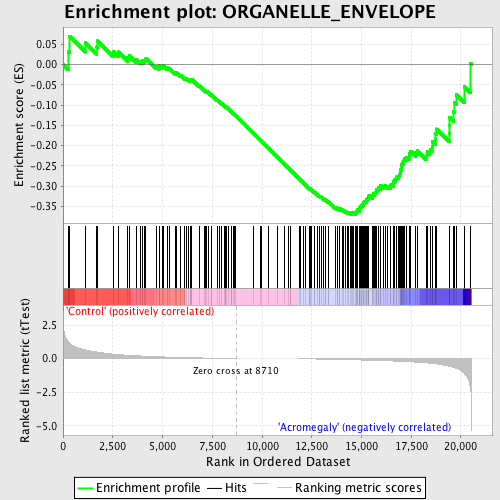 Enrichment plot: ORGANELLE_ENVELOPE
Enrichment score (ES)
0.05
0.00
-0.05
-0.10
-0.15
-0.20
-0.25
-0.30
-0.35
'Control' (positively correlated)
Ranked list metric (tTest)
2.5
0.0
-2.5
-5.0
Zero cross at 8710
'Acromegaly' (negatively correlated)
0
2,500
5,000
7,500
10,000
12,500
15,000
17,500
20,000
Rank in Ordered Dataset
Enrichment profile
Hits
Ranking metric scores